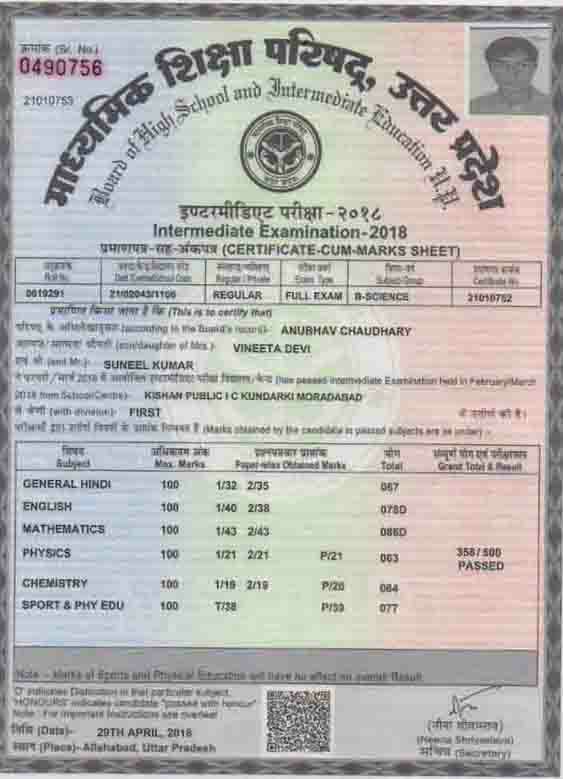 क्रमांक (Sr. No.)
0490756
21010753
माध्यमिक शिक्षा परिषद, उत्तर प्रदेश
Board of High School and Intermediate Education U.P.
इण्टरमीडिएट परीक्षा-२०१८
Intermediate Examination-2018
प्रमाणपत्र-सह-अंकपत्र (CERTIFICATE-CUM-MARKS SHEET)
अनुक्रमांक
Roll No. Regular / Private Exam Type Subject Group Certificate No.
0619291 21/02043/1106 REGULAR FULL EXAM B-SCIENCE 21010752
प्रमाणित किया जाता है कि (This is to certify that)
(according to the Board's record)- ANUBHAV CHAUDHARY
(son/daughter of Mrs.) VINEETA DEVI
एवं श्री (and Mr.)- SUNEEL KUMAR
(has passed Intermediate Examination held in February/March
2018 from School/Centre)- KISHAN PUBLIC I C KUNDARKI MORADABAD
से श्रेणी (with division)- FIRST में उत्तीर्ण की है।
(Marks obtained by the candidate in passed subjects are as under) :-
विषय अधिकतम अंक योग
Subject Max. Marks Paper-wise Obtained Marks Total Grand Total & Result
GENERAL HINDI 100 1/32 2/35 067
ENGLISH 100 1/40 2/38 078D
MATHEMATICS 100 1/43 2/43 086D
PHYSICS 100 1/21 2/21 P/21 063 358/500
PASSED
CHEMISTRY 100 1/19 2/19 P/26 064
SPORT & PHY EDU 100 T/38 P/39 077
Note :- Marks of Sports and Physical Education will have no effect on overall Result.
'D' indicates Distinction in that particular subject.
'HONOURS' indicates candidate "passed with honour"
Note : For important instructions see overleaf
तिथि (Date)- 29TH APRIL, 2018
स्थान (Place)- Allahabad, Uttar Pradesh
(नीना श्रीवास्तव)
(Neena Shrivastava)
सचिव (Secretary)